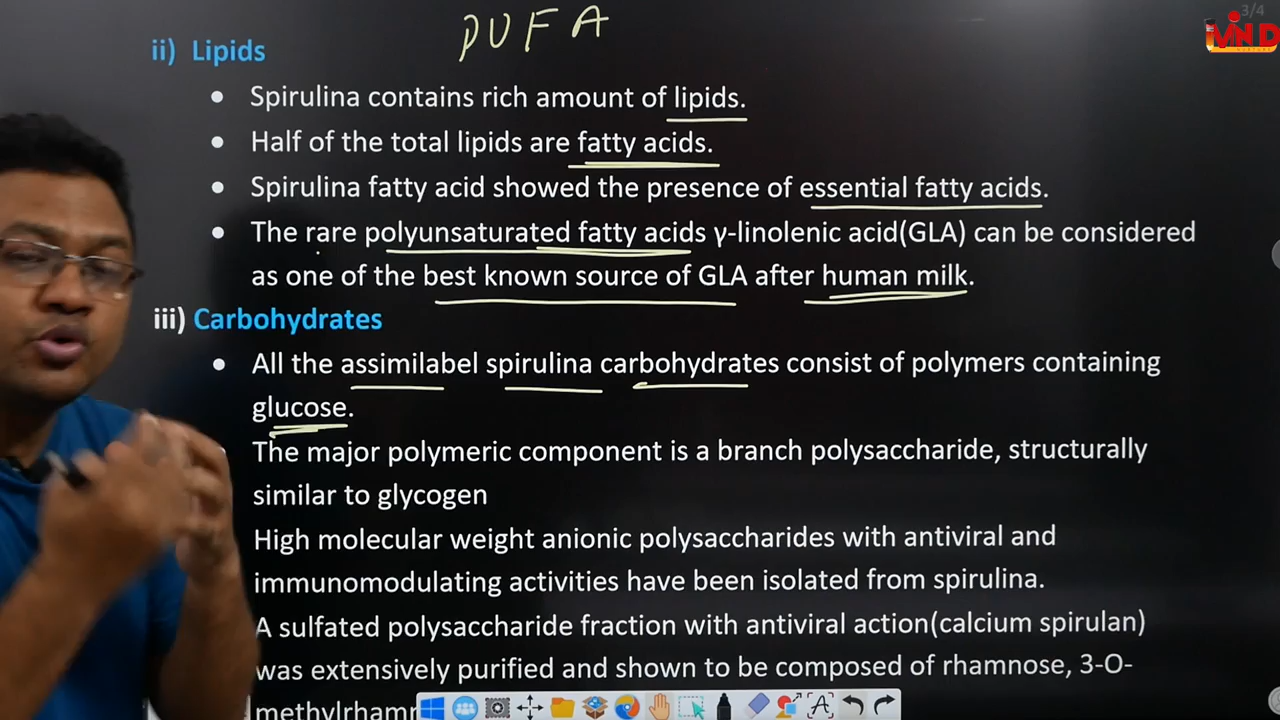 3/4
PUFA
MIND
ii) Lipids
• Spirulina contains rich amount of lipids.
• Half of the total lipids are fatty acids.
• Spirulina fatty acid showed the presence of essential fatty acids.
• The rare polyunsaturated fatty acids γ-linolenic acid(GLA) can be considered
as one of the best known source of GLA after human milk.
iii) Carbohydrates
• All the assimilabel spirulina carbohydrates consist of polymers containing
glucose.
The major polymeric component is a branch polysaccharide, structurally
similar to glycogen
High molecular weight anionic polysaccharides with antiviral and
immunomodulating activities have been isolated from spirulina.
A sulfated polysaccharide fraction with antiviral action(calcium spirulan)
was extensively purified and shown to be composed of rhamnose, 3-O-